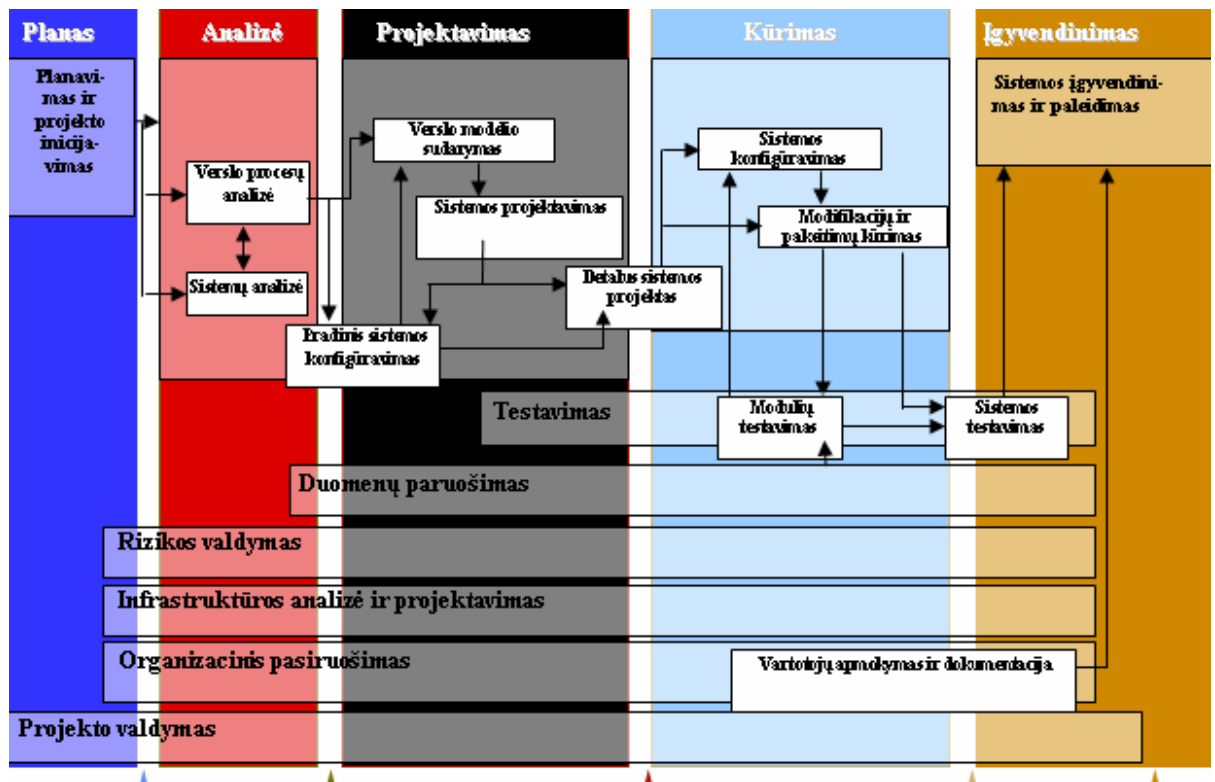 Planas
Analizė
Projektavimas
Kūrimas
Įgyvendinimas
Planavi-
mas ir
projekto
inicija-
vimas
Sistemos įgyvendini-
mas ir paleidimas
Verslo modelio
sudarymas
Sistemos
konfigūravimas
Verslo procesų
analizė
Sistemos projektavimas
Modifikacijų ir
pakeitimų kūrimas
Sistemų analizė
Detalus sistemos
projektas
Pradinis sistemos
konfigūravimas
Testavimas
Modulių
testavimas
Sistemos
testavimas
Duomenų paruošimas
Rizikos valdymas
Infrastruktūros analizė ir projektavimas
Organizacinis pasiruošimas
Vartotojų apmokymas ir dokumentacija
Projekto valdymas